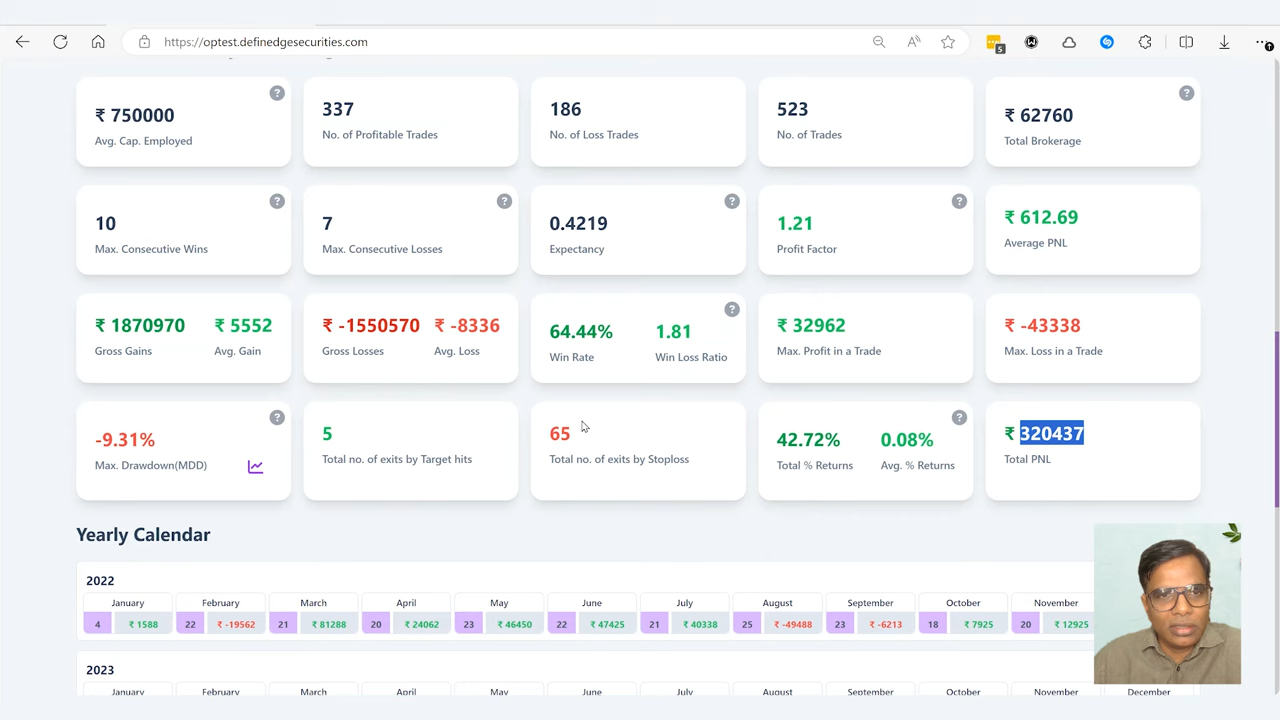 https://optest.definedgesecurities.com
5
₹ 750000
Avg. Cap. Employed
337
No. of Profitable Trades
186
No. of Loss Trades
523
No. of Trades
₹ 62760
Total Brokerage
10
Max. Consecutive Wins
7
Max. Consecutive Losses
0.4219
Expectancy
1.21
Profit Factor
₹ 612.69
Average PNL
₹ 1870970 ₹ 5552
Gross Gains Avg. Gain
₹ -1550570 ₹ -8336
Gross Losses Avg. Loss
64.44% 1.81
Win Rate Win Loss Ratio
₹ 32962
Max. Profit in a Trade
₹ -43338
Max. Loss in a Trade
-9.31%
Max. Drawdown(MDD)
5
Total no. of exits by Target hits
65
Total no. of exits by Stoploss
42.72% 0.08%
Total % Returns Avg. % Returns
₹ 320437
Total PNL
Yearly Calendar
2022
January February March April May June July August September October November
4 ₹ 1588 22 ₹ -19562 21 ₹ 81288 20 ₹ 24062 23 ₹ 46450 22 ₹ 47425 21 ₹ 40338 25 ₹ -49488 23 ₹ -6213 18 ₹ 7925 20 ₹ 12925
2023
January February March April May June July August September October November December